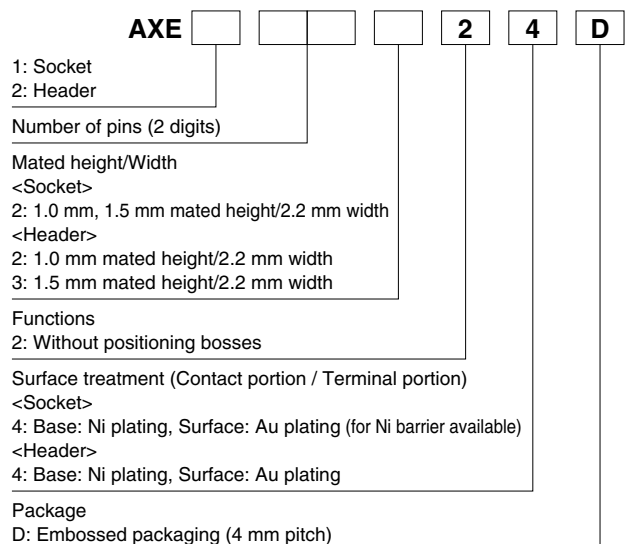 AXE 2 4 D
1: Socket
2: Header
Number of pins (2 digits)
Mated height/Width
<Socket>
2: 1.0 mm, 1.5 mm mated height/2.2 mm width
<Header>
2: 1.0 mm mated height/2.2 mm width
3: 1.5 mm mated height/2.2 mm width
Functions
2: Without positioning bosses
Surface treatment (Contact portion / Terminal portion)
<Socket>
4: Base: Ni plating, Surface: Au plating (for Ni barrier available)
<Header>
4: Base: Ni plating, Surface: Au plating
Package
D: Embossed packaging (4 mm pitch)